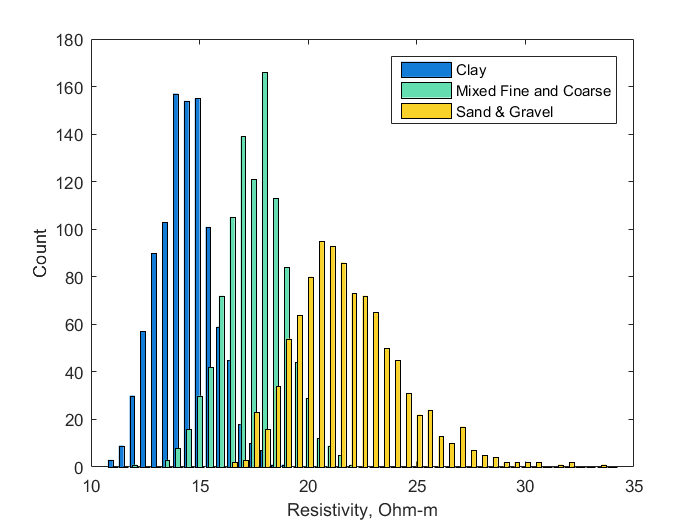 180
160
140
120
100
80
60
40
20
0
Count
Clay
Mixed Fine and Coarse
Sand & Gravel
10 15 20 25 30 35
Resistivity, Ohm-m